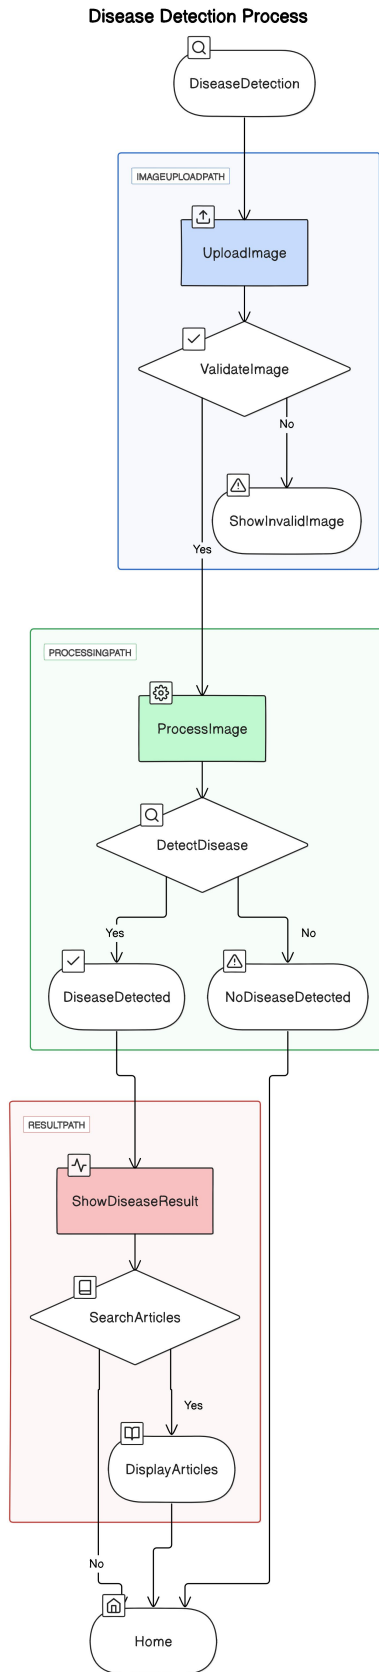 Disease Detection Process
DiseaseDetection
IMAGEUPLOADPATH
UploadImage
ValidateImage
No
ShowInvalidImage
Yes
PROCESSINGPATH
ProcessImage
DetectDisease
Yes
No
DiseaseDetected
NoDiseaseDetected
RESULTPATH
ShowDiseaseResult
SearchArticles
Yes
DisplayArticles
No
Home